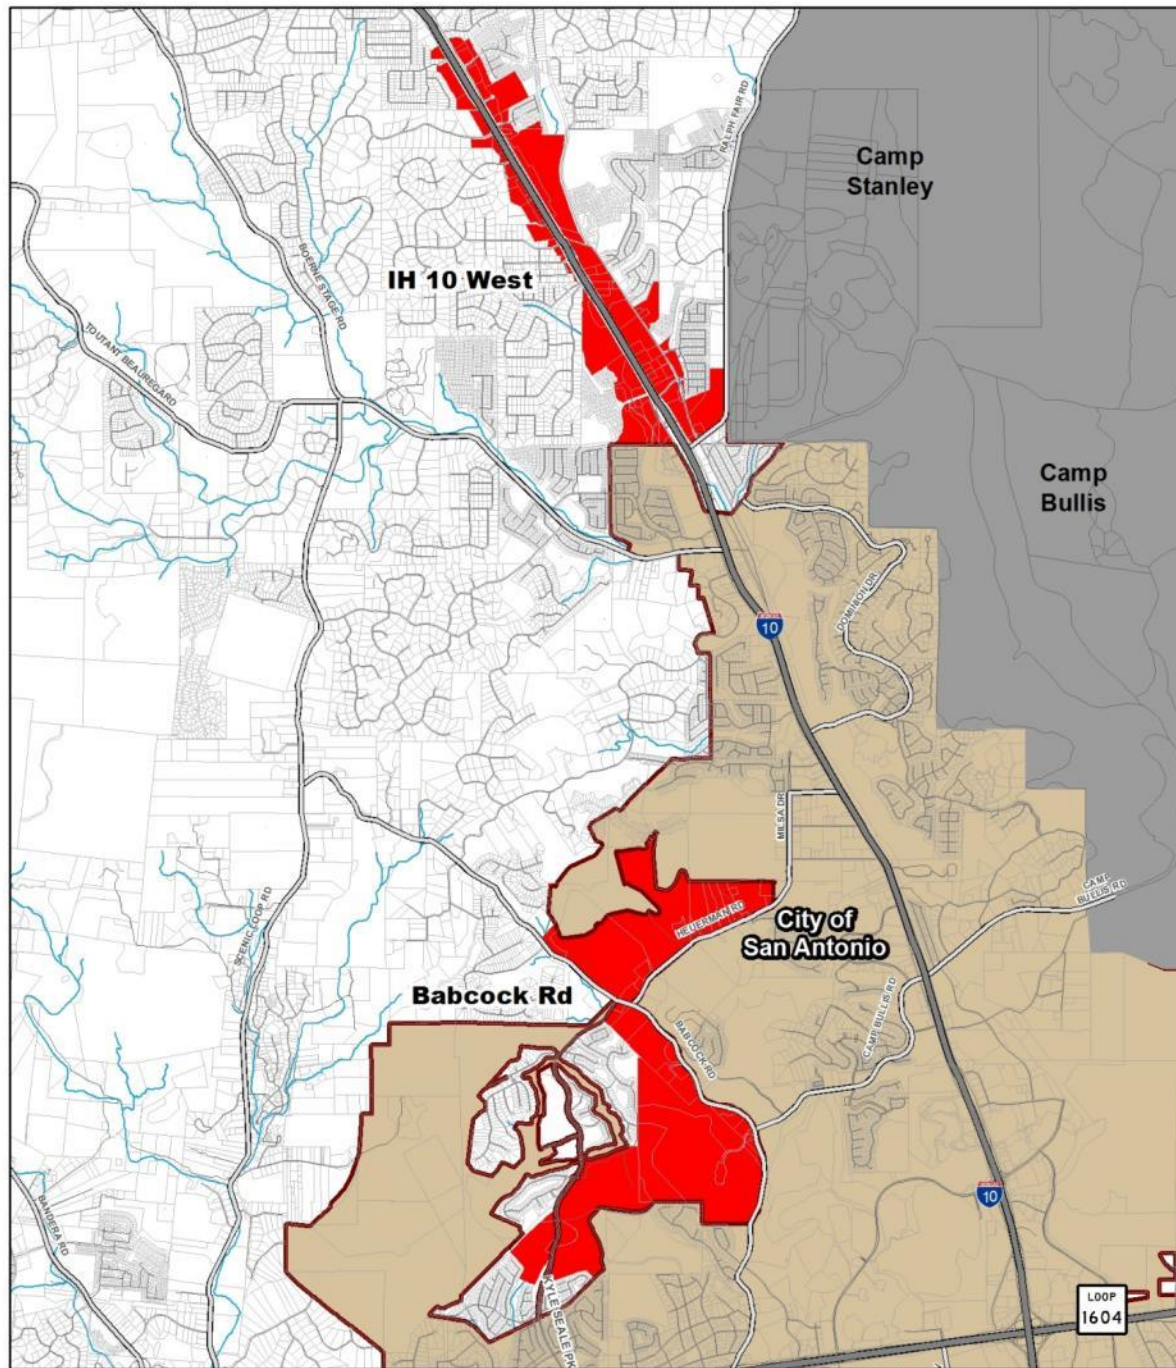 RALPH FAIR RD
Camp
Stanley
IH 10 West
BOERNE STAGE RD
TOUTANT BEAUREGARD
Camp
Bullis
DOMINION DR
10
MILSA DR
CAMP
BULLIS RD
HEUERMAN RD
SCENIC LOOP RD
City of
San Antonio
Babcock Rd
BABCOCK RD
CAMP BULLIS RD
10
BANDERA RD
KYLE SEALE PK
LOOP
1604